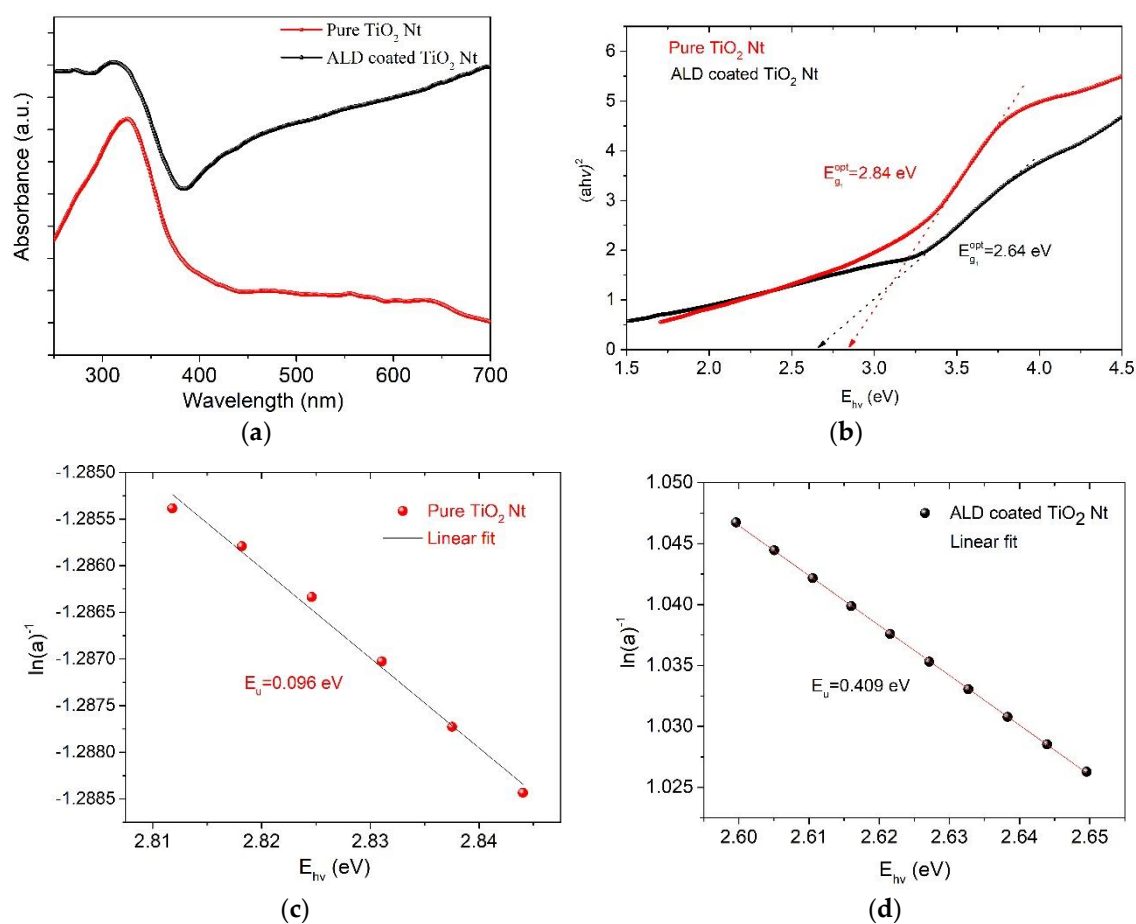 Pure TiO2 Nt
ALD coated TiO2 Nt
Absorbance (a.u.)
300 400 500 600 700
Wavelength (nm)
(a)
Pure TiO2 Nt
ALD coated TiO2 Nt
6
5
4
3
2
1
0
(ahv)2
Eg1opt=2.84 eV
Eg1opt=2.64 eV
1.5 2.0 2.5 3.0 3.5 4.0 4.5
Ehv (eV)
(b)
-1.2850
-1.2855
-1.2860
-1.2865
-1.2870
-1.2875
-1.2880
-1.2885
ln(a)-1
Pure TiO2 Nt
Linear fit
Eu=0.096 eV
2.81 2.82 2.83 2.84
Ehv (eV)
(c)
1.050
1.045
1.040
1.035
1.030
1.025
ln(a)-1
ALD coated TiO2 Nt
Linear fit
Eu=0.409 eV
2.60 2.61 2.62 2.63 2.64 2.65
Ehv (eV)
(d)